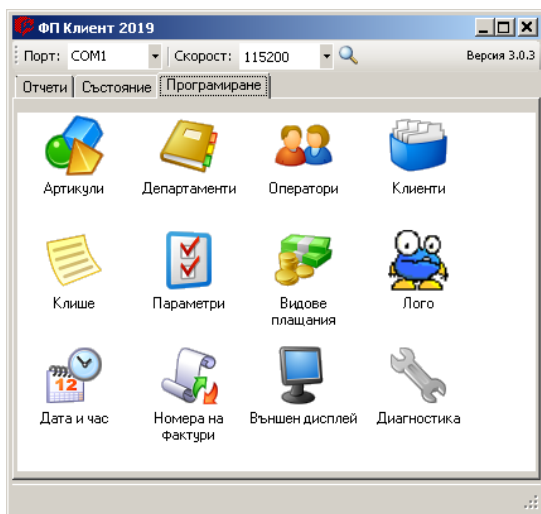 ФП Клиент 2019
Порт: COM1 Скорост: 115200 Версия 3.0.3
Отчети Състояние Програмиране
Артикули Департаменти Оператори Клиенти
Клише Параметри Видове плащания Лого
12
Дата и час Номера на фактури Външен дисплей Диагностика